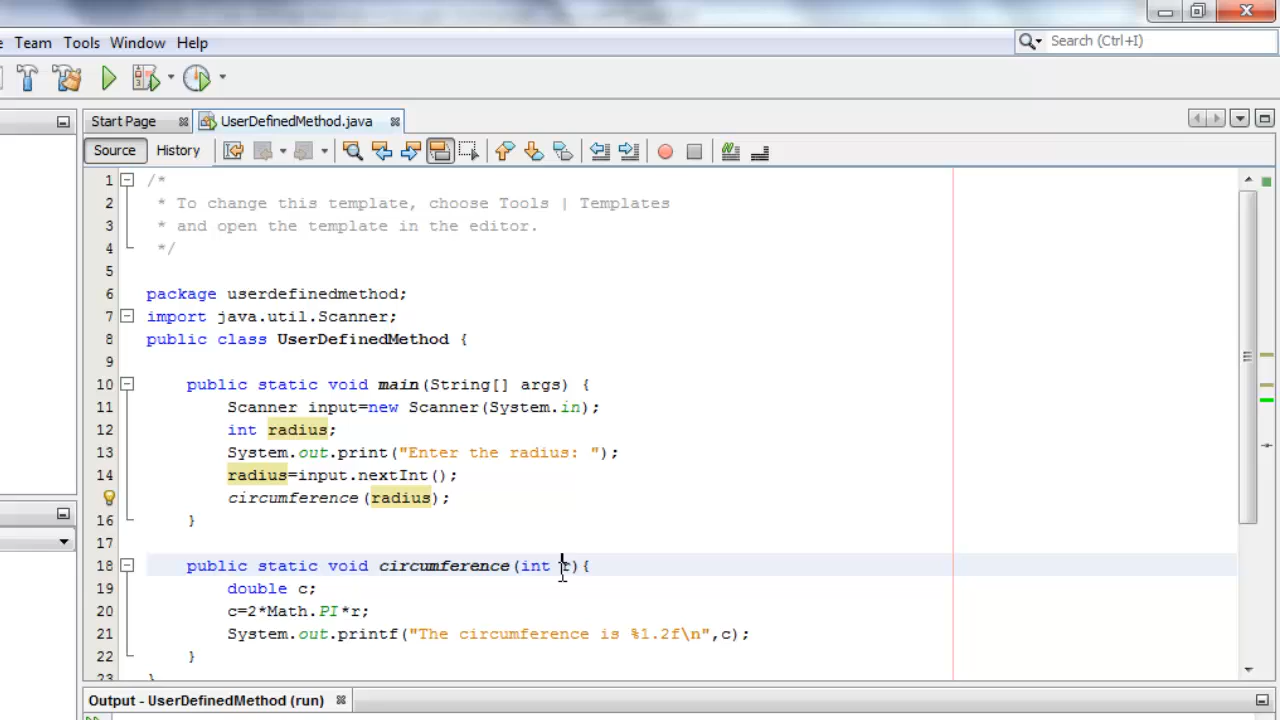 e Team Tools Window Help
Search (Ctrl+I)
Start Page UserDefinedMethod.java
Source History
1 /*
2 * To change this template, choose Tools | Templates
3 * and open the template in the editor.
4 */
5
6 package userdefinedmethod;
7 import java.util.Scanner;
8 public class UserDefinedMethod {
9
10 public static void main(String[] args) {
11 Scanner input=new Scanner(System.in);
12 int radius;
13 System.out.print("Enter the radius: ");
14 radius=input.nextInt();
circumference(radius);
16 }
17
18 public static void circumference(int r){
19 double c;
20 c=2*Math.PI*r;
21 System.out.printf("The circumference is %1.2f\n",c);
22 }
23 }
Output - UserDefinedMethod (run)